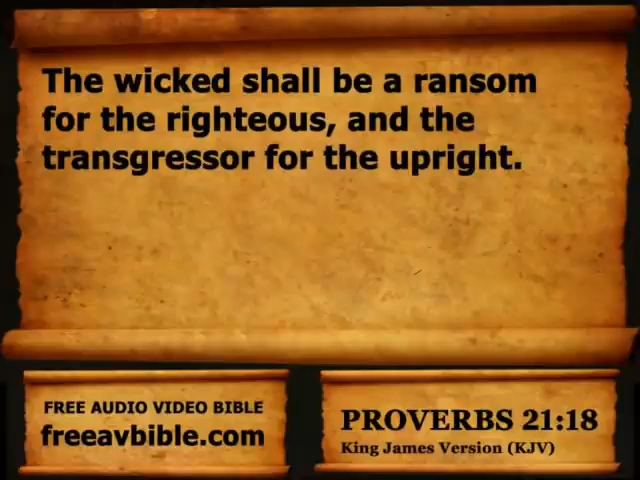 The wicked shall be a ransom
for the righteous, and the
transgressor for the upright.
FREE AUDIO VIDEO BIBLE
freeavbible.com
PROVERBS 21:18
King James Version (KJV)